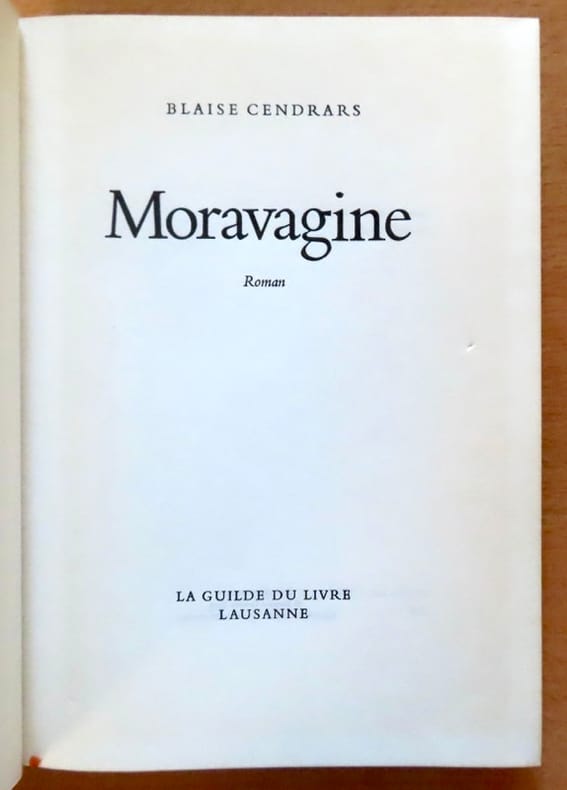 BLAISE CENDRARS
Moravagine
Roman
LA GUILDE DU LIVRE
LAUSANNE